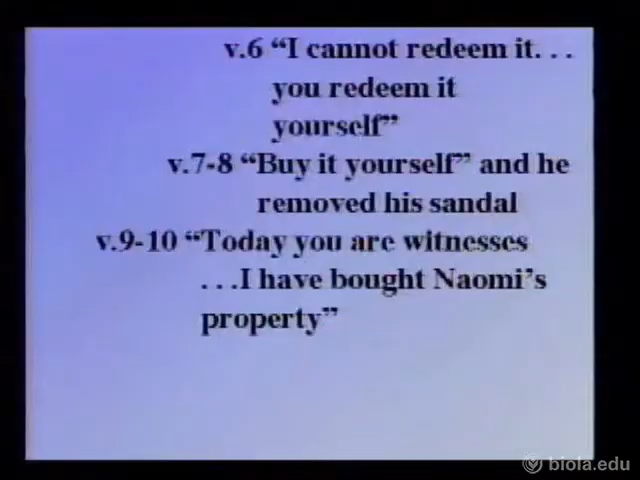 v.6 “I cannot redeem it. . .
you redeem it
yourself”
v.7-8 “Buy it yourself” and he
removed his sandal
v.9-10 “Today you are witnesses
. . .I have bought Naomi’s
property”
biola.edu